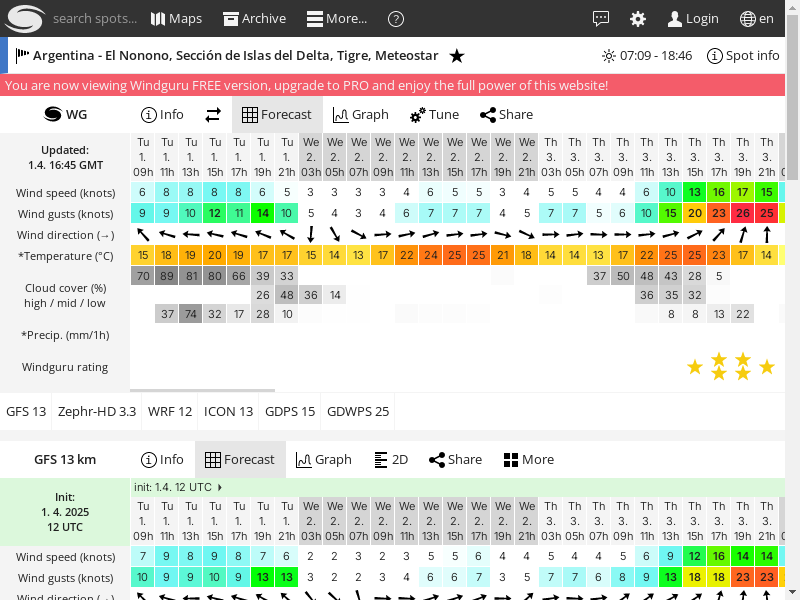 search spots... Maps Archive More... ? Login en
Argentina - El Nonono, Sección de Islas del Delta, Tigre, Meteostar ★ 07:09 - 18:46 Spot info
You are now viewing Windguru FREE version, upgrade to PRO and enjoy the full power of this website!
WG Info Forecast Graph Tune Share
Updated:
1.4. 16:45 GMT
Tu Tu Tu Tu Tu Tu Tu We We We We We We We We We We Th Th Th Th Th Th Th Th Th Th
1. 1. 1. 1. 1. 1. 1. 2. 2. 2. 2. 2. 2. 2. 2. 2. 2. 3. 3. 3. 3. 3. 3. 3. 3. 3. 3.
09h 11h 13h 15h 17h 19h 21h 03h 05h 07h 09h 11h 13h 15h 17h 19h 21h 03h 05h 07h 09h 11h 13h 15h 17h 19h 21h
Wind speed (knots) 6 8 8 8 8 6 5 3 3 3 3 4 6 5 5 3 4 5 5 4 4 6 10 13 16 17 15
Wind gusts (knots) 9 9 10 12 11 14 10 5 4 3 4 6 7 7 7 4 5 7 7 5 6 10 15 20 23 26 25
Wind direction (→)
*Temperature (°C) 15 18 19 20 19 17 17 15 14 13 17 22 24 25 25 21 18 14 14 13 17 22 25 25 23 17 14
Cloud cover (%)
high / mid / low
70 89 81 80 66 39 33 37 50 48 43 28 5
26 48 36 14 36 35 32
37 74 32 17 28 10 8 8 13 22
*Precip. (mm/1h)
Windguru rating
GFS 13 Zephr-HD 3.3 WRF 12 ICON 13 GDPS 15 GDWPS 25
GFS 13 km Info Forecast Graph 2D Share More
Init:
1. 4. 2025
12 UTC
init: 1.4. 12 UTC
Tu Tu Tu Tu Tu Tu Tu We We We We We We We We We We Th Th Th Th Th Th Th Th Th Th
1. 1. 1. 1. 1. 1. 1. 2. 2. 2. 2. 2. 2. 2. 2. 2. 2. 3. 3. 3. 3. 3. 3. 3. 3. 3. 3.
09h 11h 13h 15h 17h 19h 21h 03h 05h 07h 09h 11h 13h 15h 17h 19h 21h 03h 05h 07h 09h 11h 13h 15h 17h 19h 21h
Wind speed (knots) 7 9 8 9 8 7 6 2 2 3 2 3 5 5 6 4 4 5 4 4 5 6 9 12 16 14 14
Wind gusts (knots) 10 9 9 10 9 13 13 3 2 2 3 4 6 6 7 3 5 7 7 6 8 9 13 18 18 23 23
Wind direction (→)